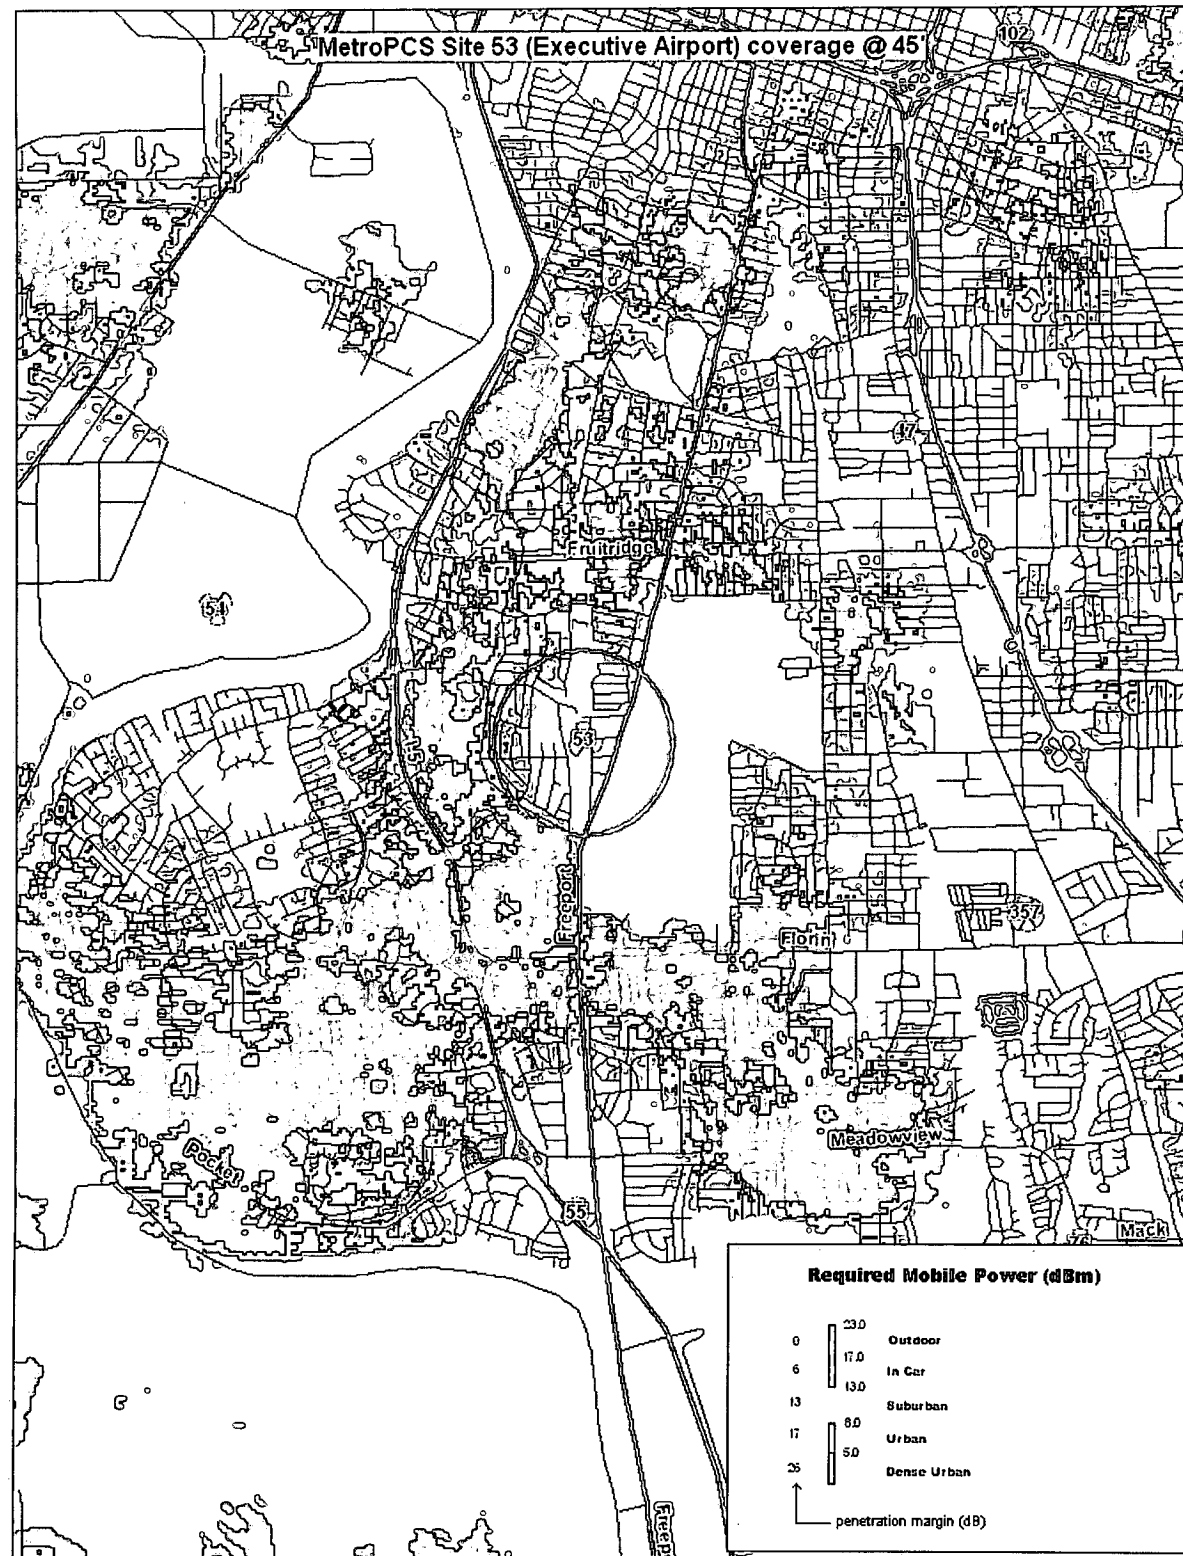 MetroPCS Site 53 (Executive Airport) coverage @ 45'
102
47
Fruitridge
54
53
Freeport
357
Florin
Meadowview
Pocket
55
Mack
Required Mobile Power (dBm)
23.0
0 Outdoor
17.0
6 In Car
13.0
13 Suburban
8.0
17 Urban
5.0
26 Dense Urban
penetration margin (dB)